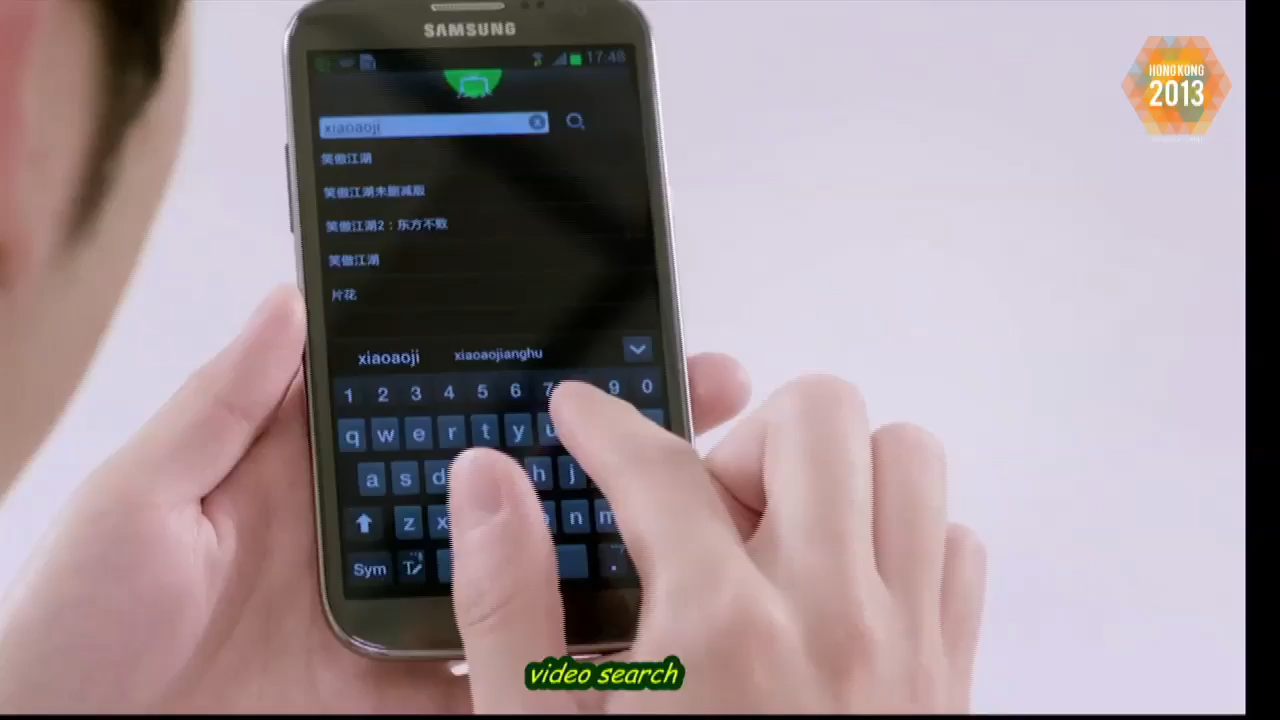 SAMSUNG
17:48
HONG KONG
2013
xiaoaoji
笑傲江湖
笑傲江湖未删减版
笑傲江湖2：东方不败
笑傲江湖
片花
xiaoaoji xiaoaojianghu
1 2 3 4 5 6 7 9 0
q w e r t y u
a s d h j
z x n m
Sym
video search